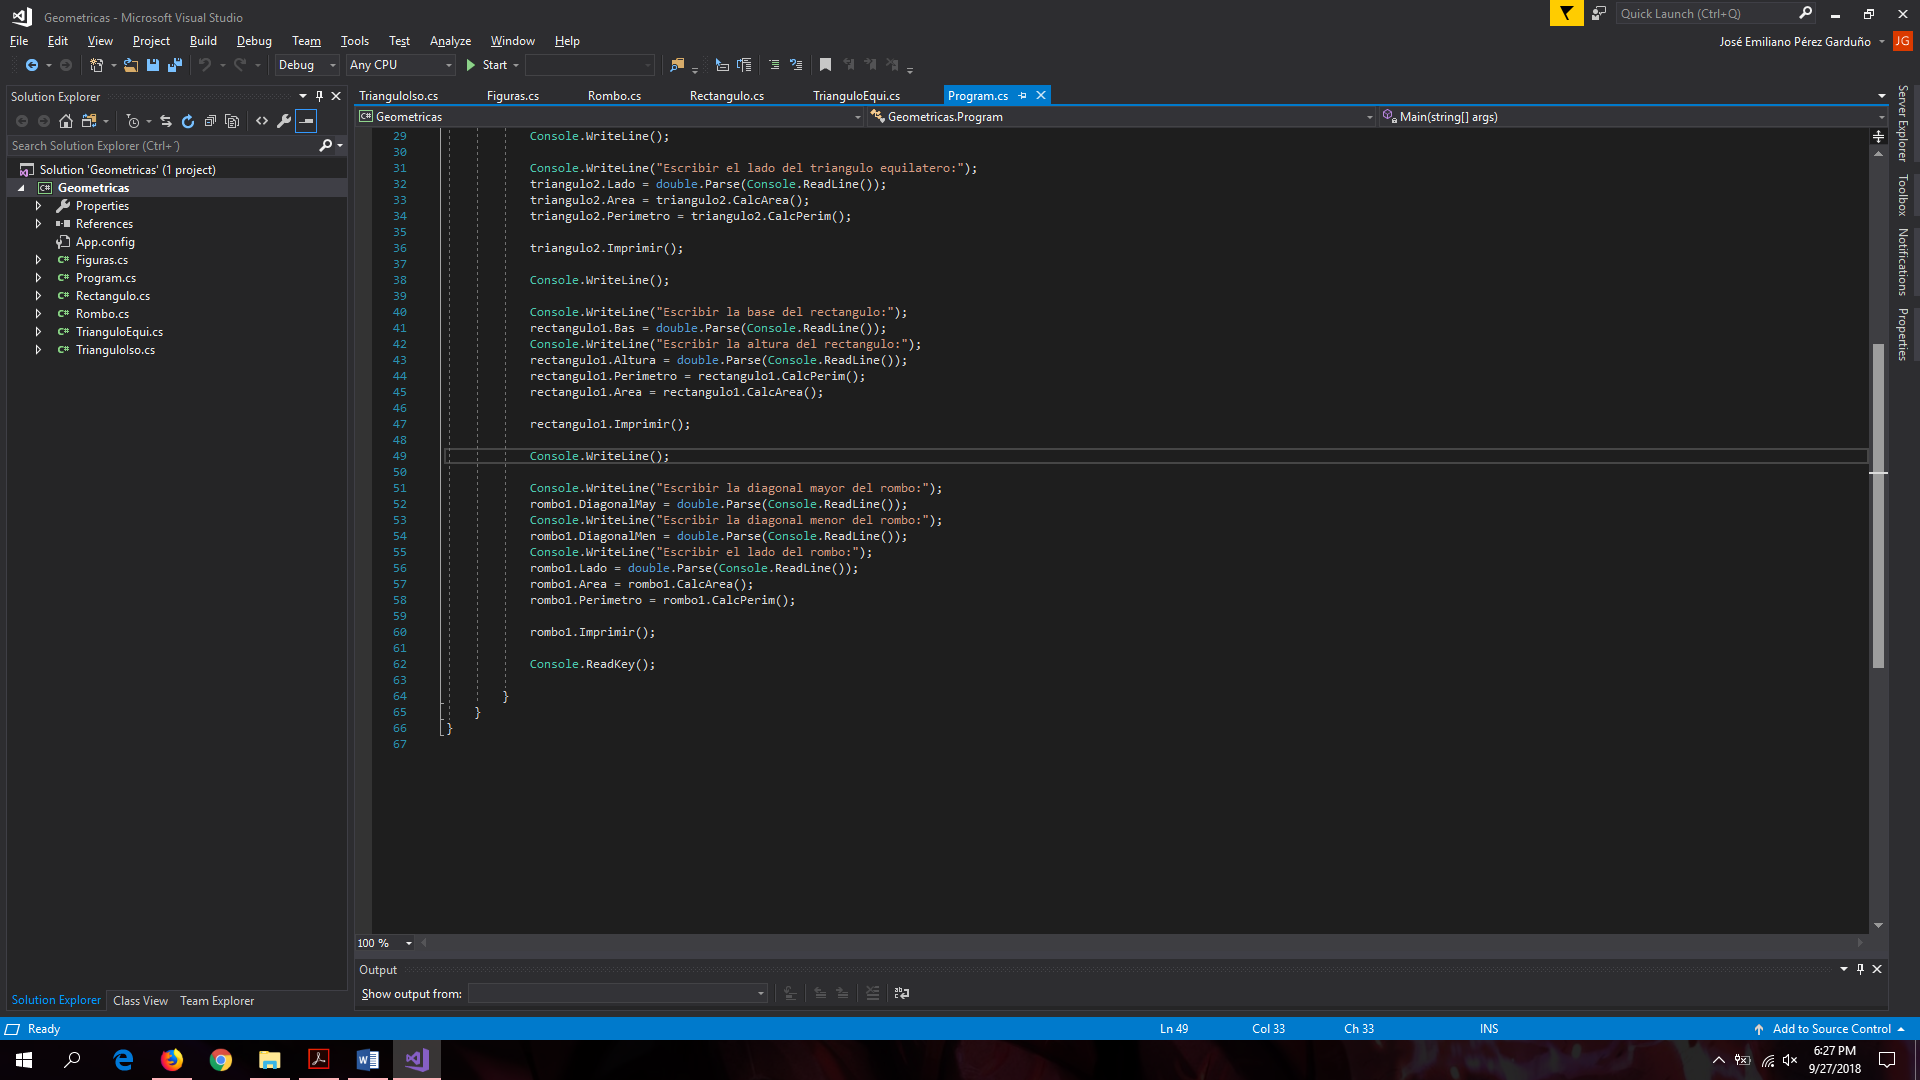 Geometricas - Microsoft Visual Studio
Quick Launch (Ctrl+Q)
File Edit View Project Build Debug Team Tools Test Analyze Window Help
José Emiliano Pérez Garduño JG
Debug Any CPU Start
Solution Explorer
Search Solution Explorer (Ctrl+´)
Solution 'Geometricas' (1 project)
Geometricas
Properties
References
App.config
Figuras.cs
Program.cs
Rectangulo.cs
Rombo.cs
TrianguloEqui.cs
TrianguloIso.cs
Solution Explorer Class View Team Explorer
TrianguloIso.cs Figuras.cs Rombo.cs Rectangulo.cs TrianguloEqui.cs Program.cs
Geometricas Geometricas.Program Main(string[] args)
29 Console.WriteLine();
30
31 Console.WriteLine("Escribir el lado del triangulo equilatero:");
32 triangulo2.Lado = double.Parse(Console.ReadLine());
33 triangulo2.Area = triangulo2.CalcArea();
34 triangulo2.Perimetro = triangulo2.CalcPerim();
35
36 triangulo2.Imprimir();
37
38 Console.WriteLine();
39
40 Console.WriteLine("Escribir la base del rectangulo:");
41 rectangulo1.Bas = double.Parse(Console.ReadLine());
42 Console.WriteLine("Escribir la altura del rectangulo:");
43 rectangulo1.Altura = double.Parse(Console.ReadLine());
44 rectangulo1.Perimetro = rectangulo1.CalcPerim();
45 rectangulo1.Area = rectangulo1.CalcArea();
46
47 rectangulo1.Imprimir();
48
49 Console.WriteLine();
50
51 Console.WriteLine("Escribir la diagonal mayor del rombo:");
52 rombo1.DiagonalMay = double.Parse(Console.ReadLine());
53 Console.WriteLine("Escribir la diagonal menor del rombo:");
54 rombo1.DiagonalMen = double.Parse(Console.ReadLine());
55 Console.WriteLine("Escribir el lado del rombo:");
56 rombo1.Lado = double.Parse(Console.ReadLine());
57 rombo1.Area = rombo1.CalcArea();
58 rombo1.Perimetro = rombo1.CalcPerim();
59
60 rombo1.Imprimir();
61
62 Console.ReadKey();
63
64 }
65 }
66 }
67
100 %
Output
Show output from:
Server Explorer
Toolbox
Notifications
Properties
Ready Ln 49 Col 33 Ch 33 INS Add to Source Control
6:27 PM
9/27/2018